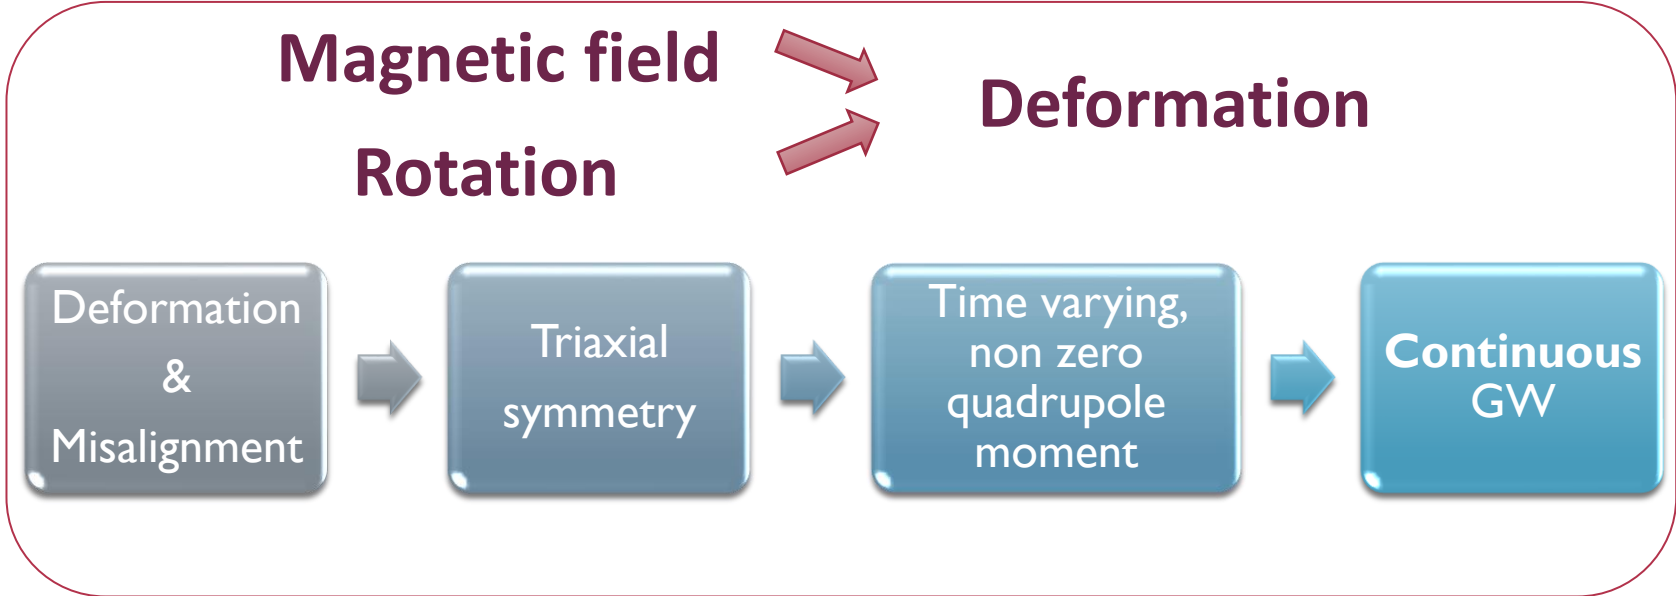 Magnetic field
Rotation
Deformation
Deformation
&
Misalignment
Triaxial
symmetry
Time varying,
non zero
quadrupole
moment
Continuous
GW